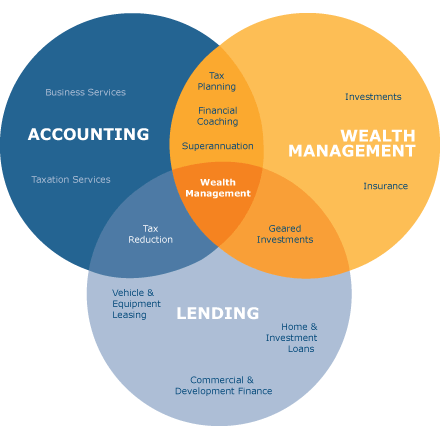 Tax
Planning
Business Services
Investments
Financial
Coaching
ACCOUNTING
WEALTH
MANAGEMENT
Superannuation
Taxation Services
Wealth
Management
Insurance
Tax
Reduction
Geared
Investments
Vehicle &
Equipment
Leasing
LENDING
Home &
Investment
Loans
Commercial &
Development Finance